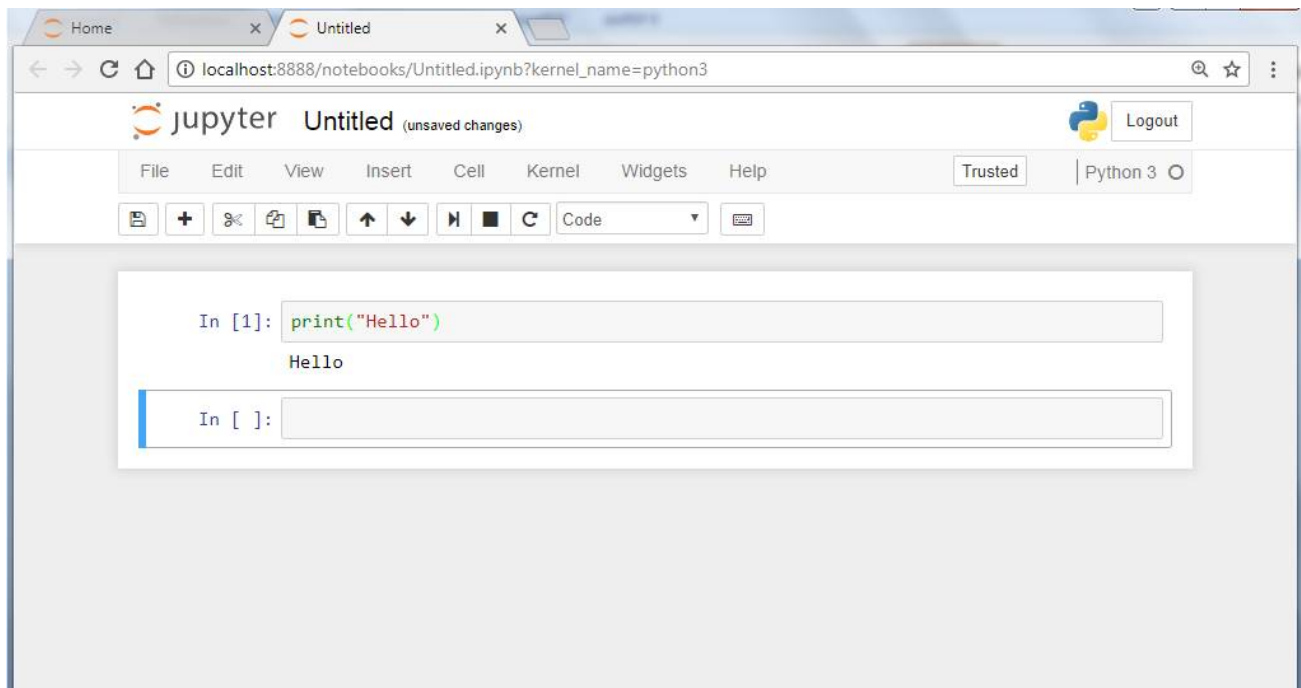 Home Untitled
localhost:8888/notebooks/Untitled.ipynb?kernel_name=python3
jupyter Untitled (unsaved changes) Logout
File Edit View Insert Cell Kernel Widgets Help Trusted Python 3
Code
In [1]: print("Hello")
Hello
In [ ]: